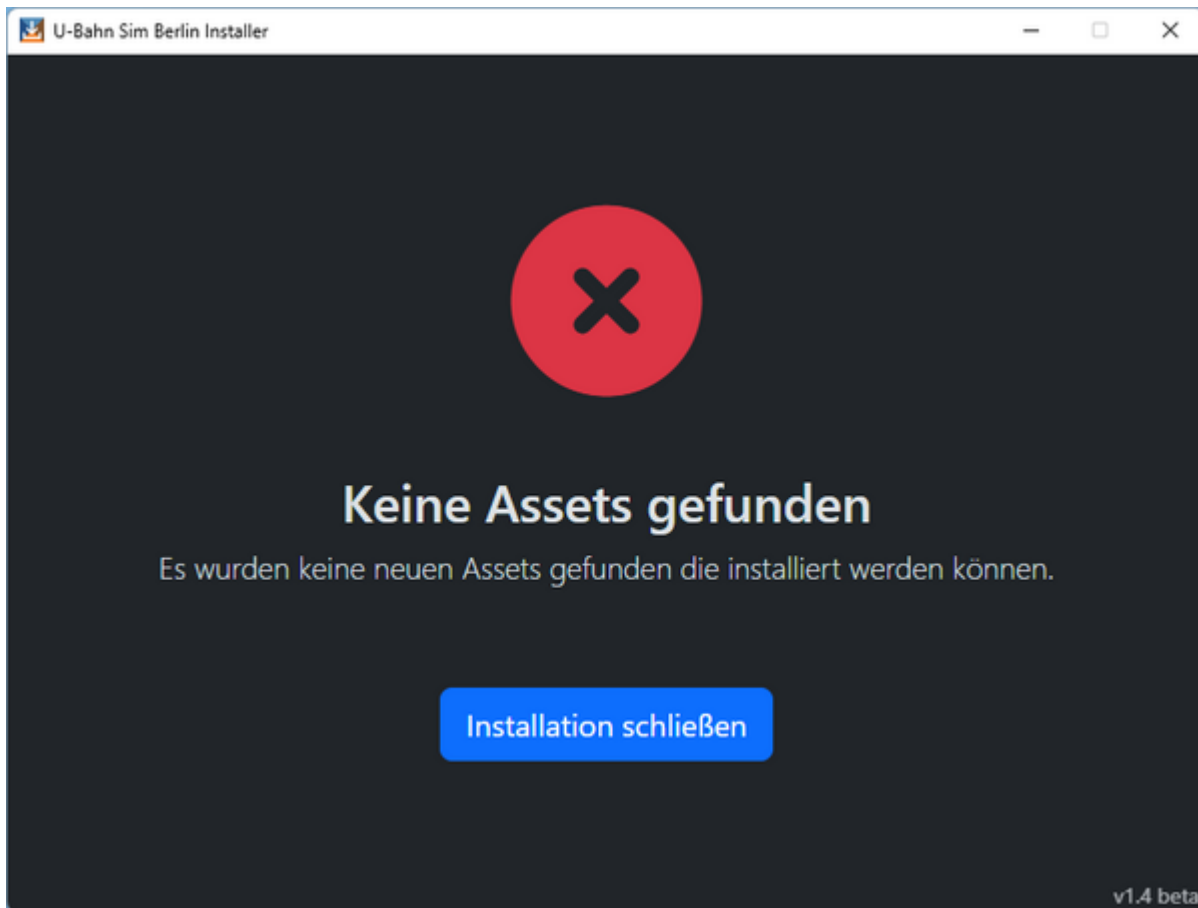 U-Bahn Sim Berlin Installer
Keine Assets gefunden
Es wurden keine neuen Assets gefunden die installiert werden können.
Installation schließen
v1.4 beta